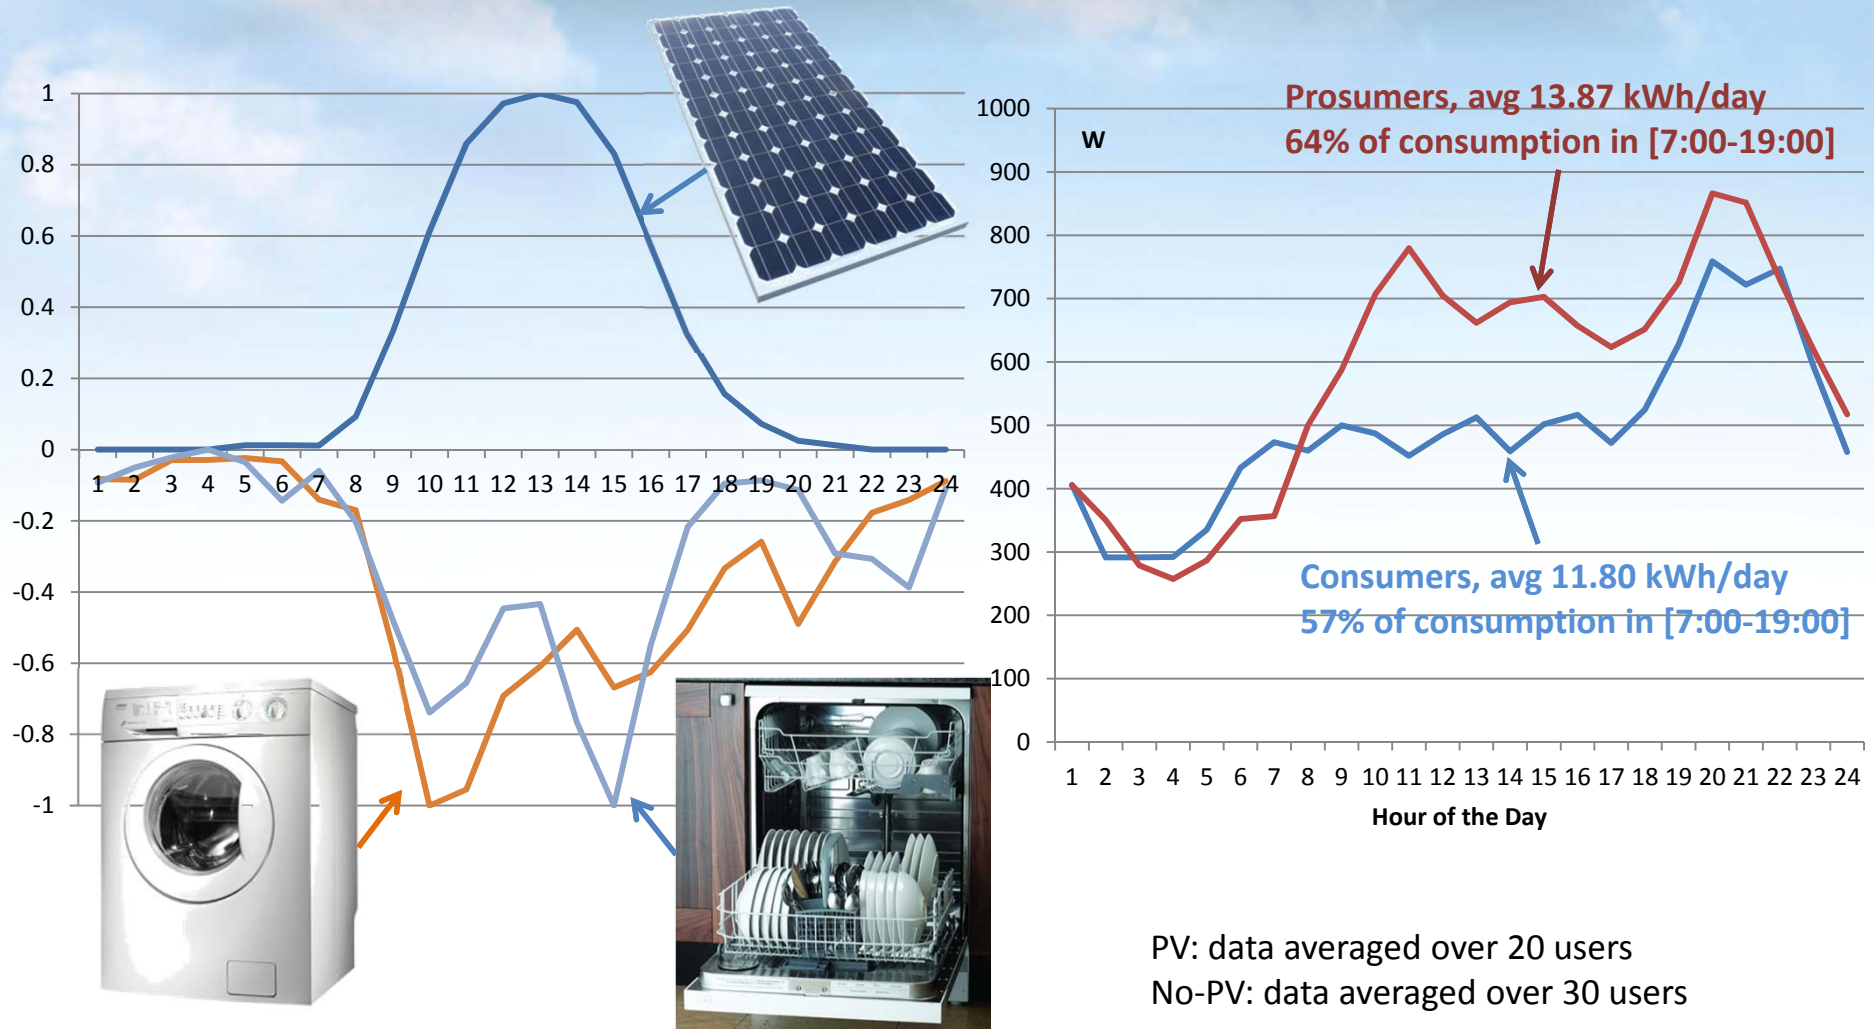 1
0.8
0.6
0.4
0.2
0
-0.2
-0.4
-0.6
-0.8
-1
1 2 3 4 5 6 7 8 9 10 11 12 13 14 15 16 17 18 19 20 21 22 23 24
1000
900
800
700
600
500
400
300
200
100
0
W
Prosumers, avg 13.87 kWh/day
64% of consumption in [7:00-19:00]
Consumers, avg 11.80 kWh/day
57% of consumption in [7:00-19:00]
1 2 3 4 5 6 7 8 9 10 11 12 13 14 15 16 17 18 19 20 21 22 23 24
Hour of the Day
PV: data averaged over 20 users
No-PV: data averaged over 30 users